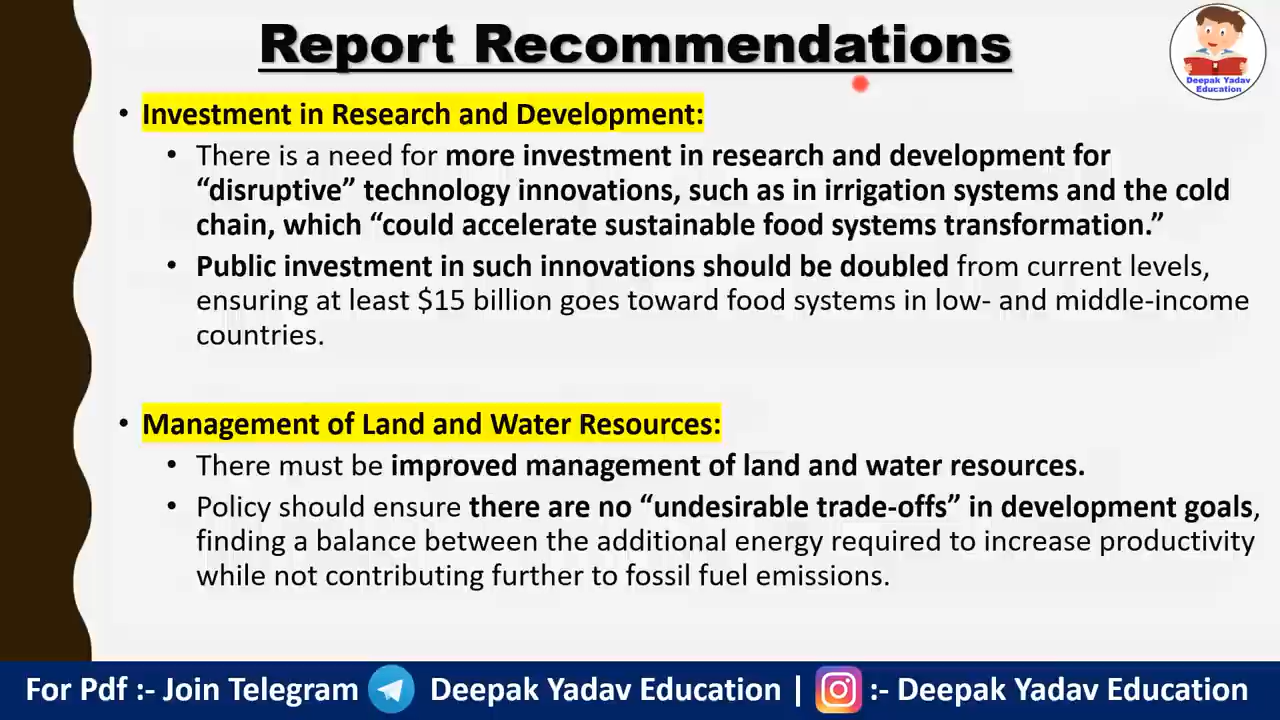 Report Recommendations
Deepak Yadav
Education
• Investment in Research and Development:
• There is a need for more investment in research and development for
“disruptive” technology innovations, such as in irrigation systems and the cold
chain, which “could accelerate sustainable food systems transformation.”
• Public investment in such innovations should be doubled from current levels,
ensuring at least $15 billion goes toward food systems in low- and middle-income
countries.
• Management of Land and Water Resources:
• There must be improved management of land and water resources.
• Policy should ensure there are no “undesirable trade-offs” in development goals,
finding a balance between the additional energy required to increase productivity
while not contributing further to fossil fuel emissions.
For Pdf :- Join Telegram Deepak Yadav Education | :- Deepak Yadav Education